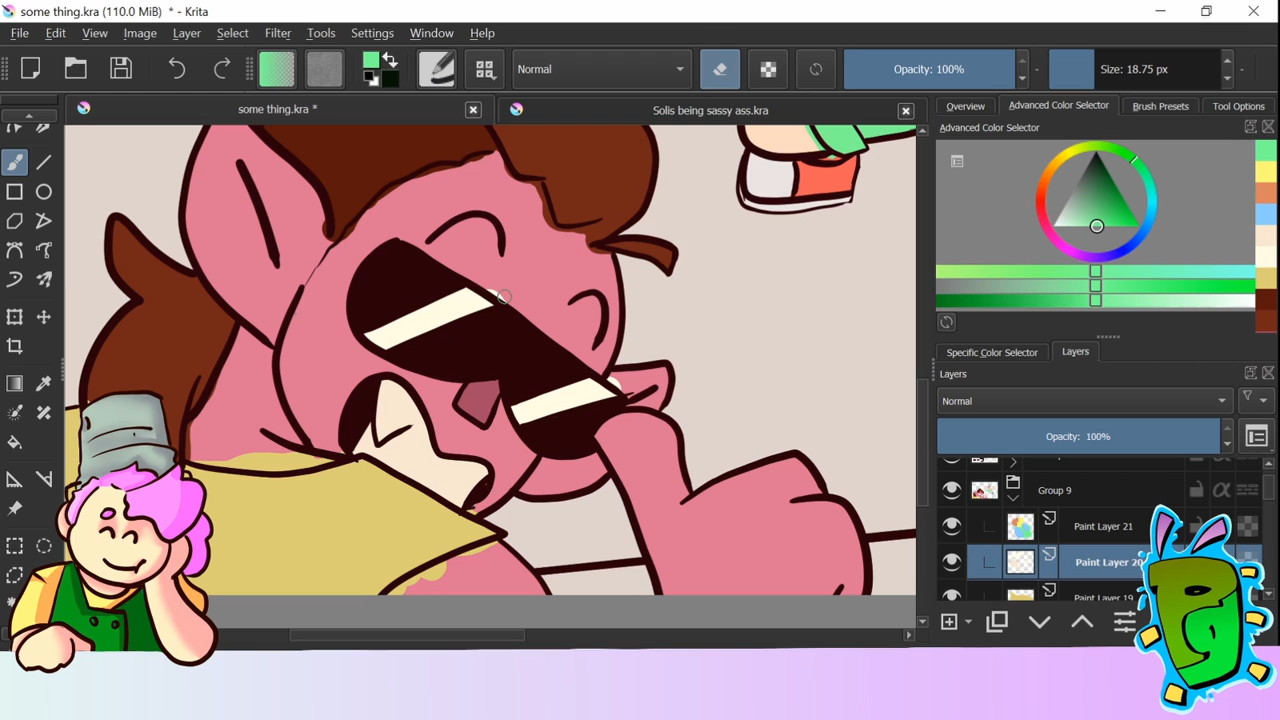 some thing.kra (110.0 MiB) * - Krita
File Edit View Image Layer Select Filter Tools Settings Window Help
Normal
Opacity: 100%
Size: 18.75 px
some thing.kra *
Solis being sassy ass.kra
Overview
Advanced Color Selector
Brush Presets
Tool Options
Advanced Color Selector
Specific Color Selector
Layers
Layers
Normal
Opacity: 100%
Group 9
Paint Layer 21
Paint Layer 20
Paint Layer 19